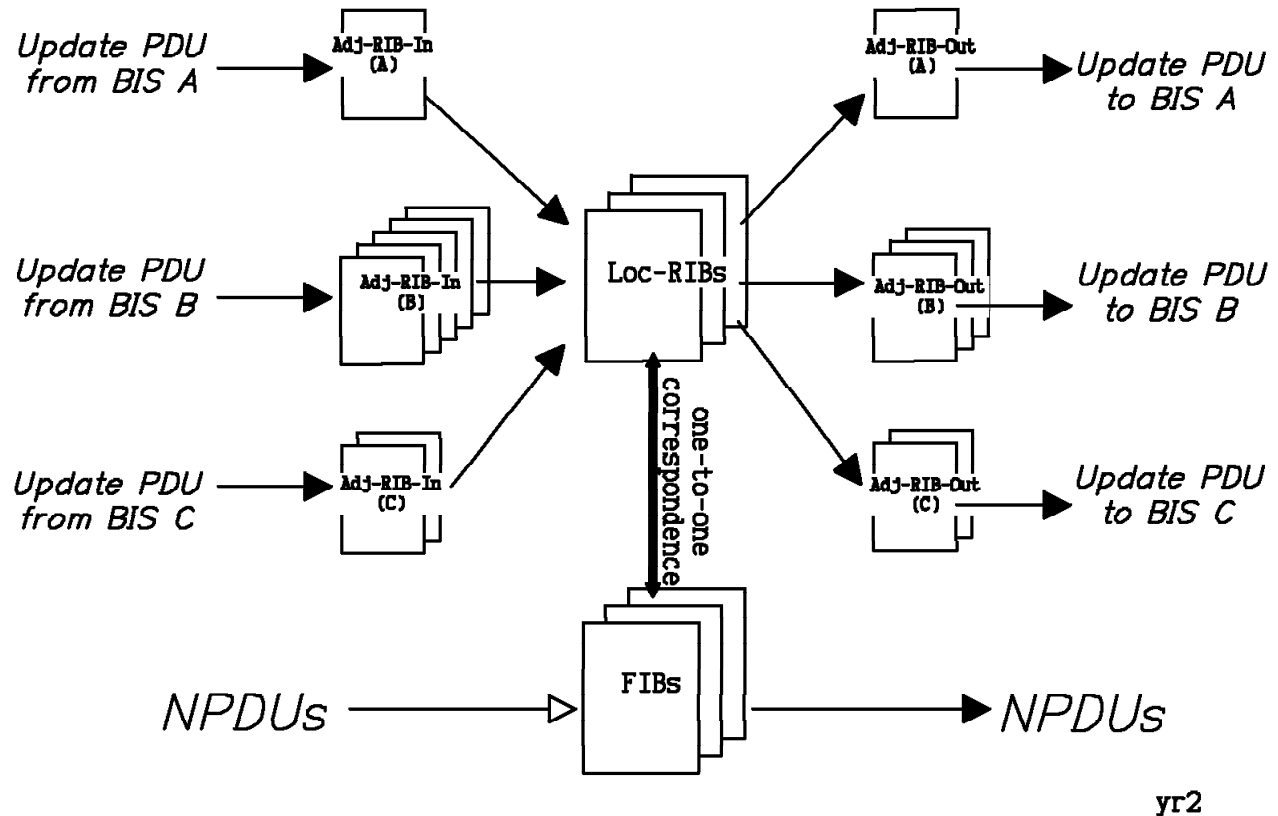 Update PDU
from BIS A
Adj-RIB-In
(A)
Adj-RIB-Out
(A)
Update PDU
to BIS A
Update PDU
from BIS B
Adj-RIB-In
(B)
Loc-RIBs
Adj-RIB-Out
(B)
Update PDU
to BIS B
Update PDU
from BIS C
Adj-RIB-In
(C)
one-to-one
correspondence
Adj-RIB-Out
(C)
Update PDU
to BIS C
NPDUs
FIBs
NPDUs
yr2